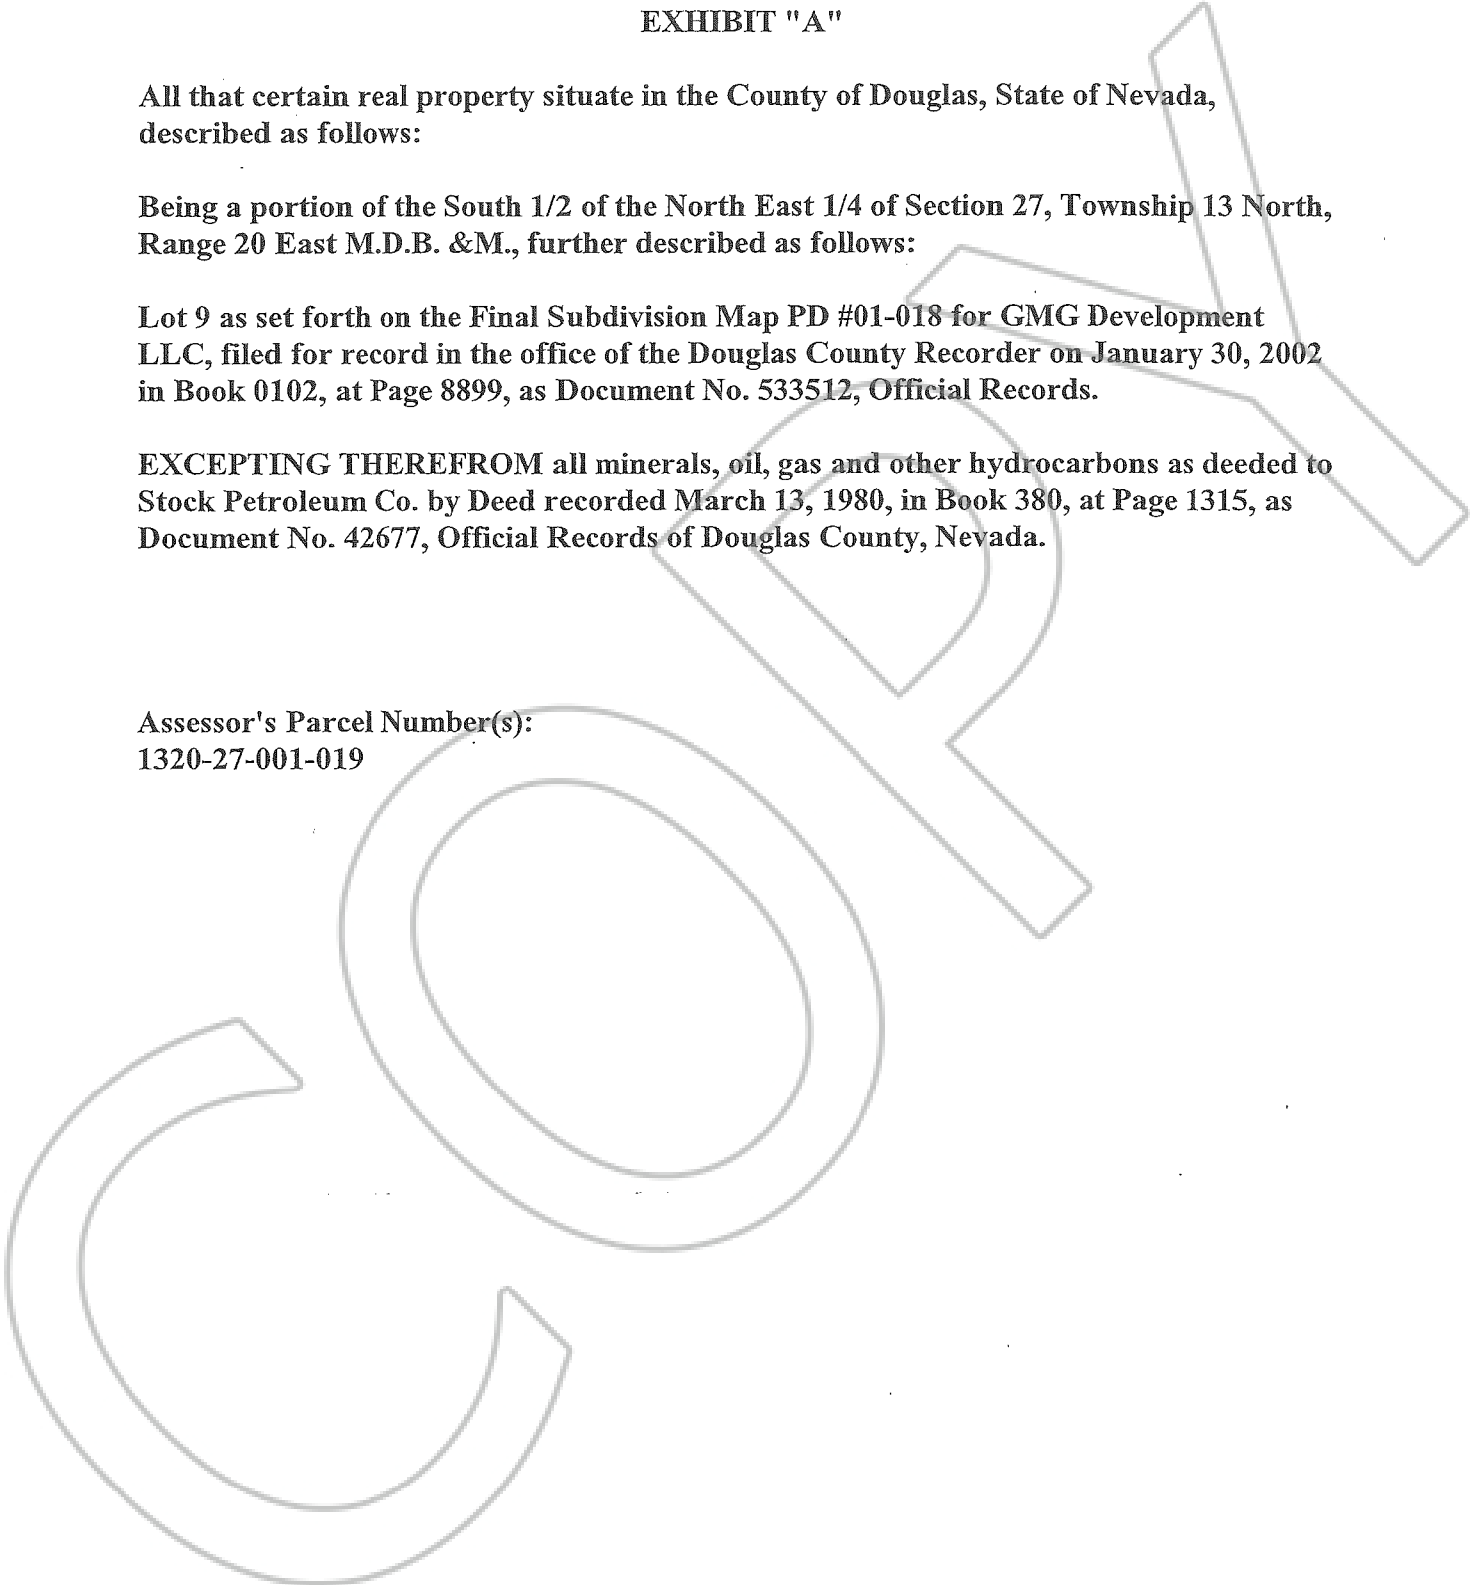 EXHIBIT "A"
All that certain real property situate in the County of Douglas, State of Nevada,
described as follows:
Being a portion of the South 1/2 of the North East 1/4 of Section 27, Township 13 North,
Range 20 East M.D.B. &M., further described as follows:
Lot 9 as set forth on the Final Subdivision Map PD #01-018 for GMG Development
LLC, filed for record in the office of the Douglas County Recorder on January 30, 2002
in Book 0102, at Page 8899, as Document No. 533512, Official Records.
EXCEPTING THEREFROM all minerals, oil, gas and other hydrocarbons as deeded to
Stock Petroleum Co. by Deed recorded March 13, 1980, in Book 380, at Page 1315, as
Document No. 42677, Official Records of Douglas County, Nevada.
Assessor's Parcel Number(s):
1320-27-001-019
COPY